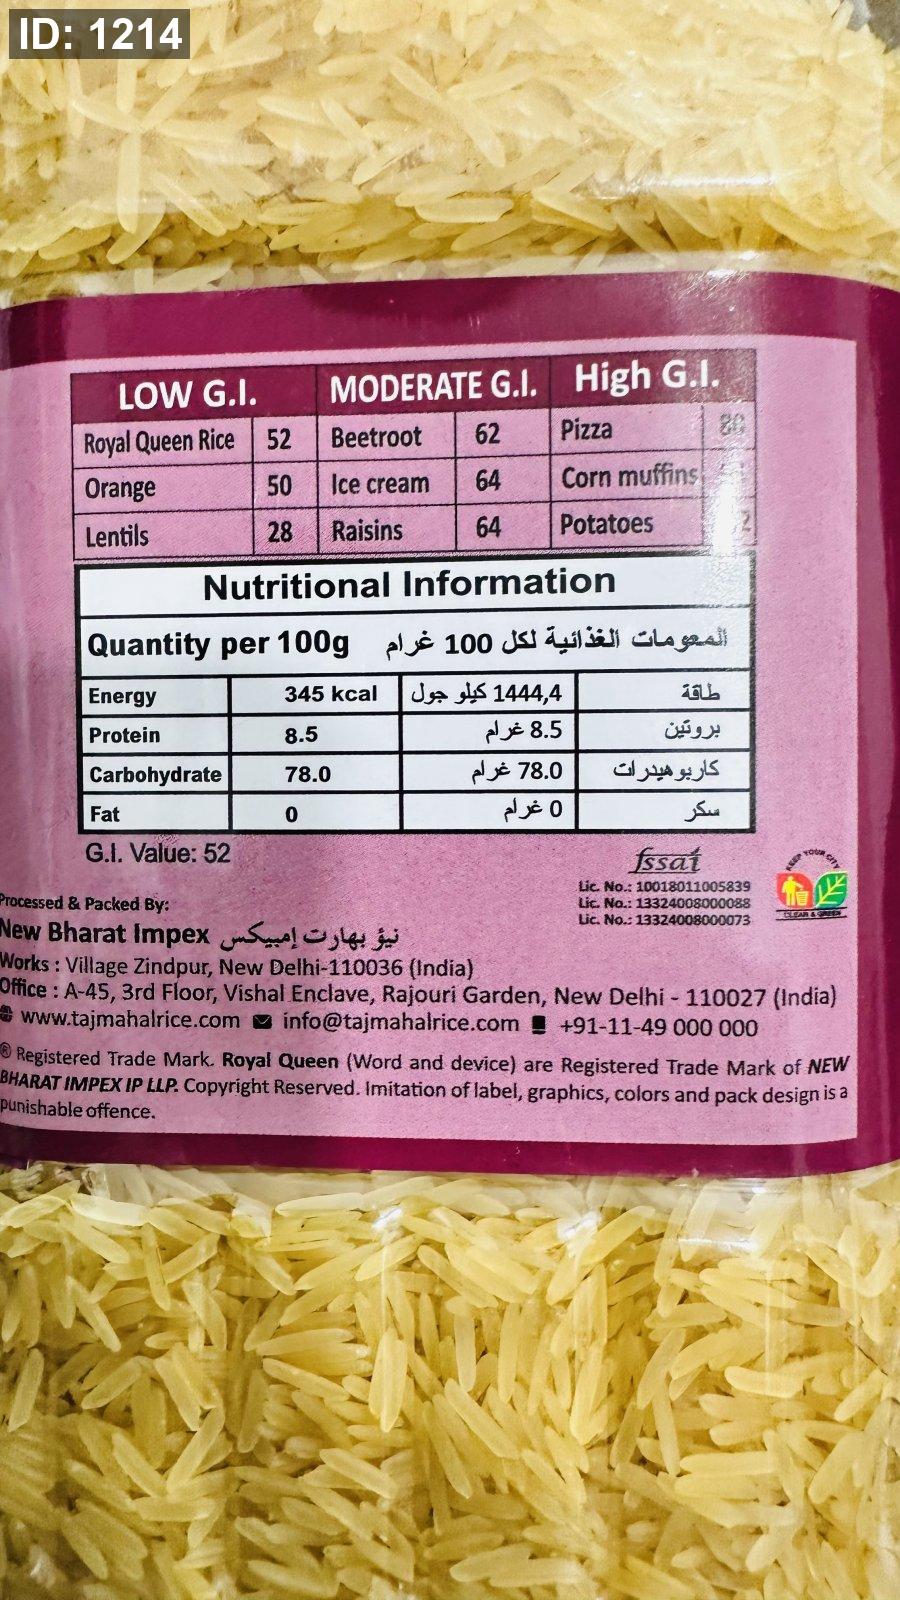 ID: 1214
LOW G.I. MODERATE G.I. High G.I.
Royal Queen Rice 52 Beetroot 62 Pizza
Orange 50 Ice cream 64 Corn muffins
Lentils 28 Raisins 64 Potatoes
Nutritional Information
Quantity per 100g المعومات الغذائية لكل 100 غرام
Energy 345 kcal 1444,4 كيلو جول طاقة
Protein 8.5 8.5 غرام بروتين
Carbohydrate 78.0 78.0 غرام كاربوهيدرات
Fat 0 0 غرام سكر
G.I. Value: 52
fssai
Lic. No.: 10018011005839
Lic. No.: 13324008000088
Lic. No.: 13324008000073
KEEP YOUR CITY
CLEAN & GREEN
Processed & Packed By:
New Bharat Impex نيؤ بهارت إمبيكس
Works : Village Zindpur, New Delhi-110036 (India)
Office : A-45, 3rd Floor, Vishal Enclave, Rajouri Garden, New Delhi - 110027 (India)
www.tajmahalrice.com info@tajmahalrice.com +91-11-49 000 000
® Registered Trade Mark. Royal Queen (Word and device) are Registered Trade Mark of NEW
BHARAT IMPEX IP LLP. Copyright Reserved. Imitation of label, graphics, colors and pack design is a
punishable offence.